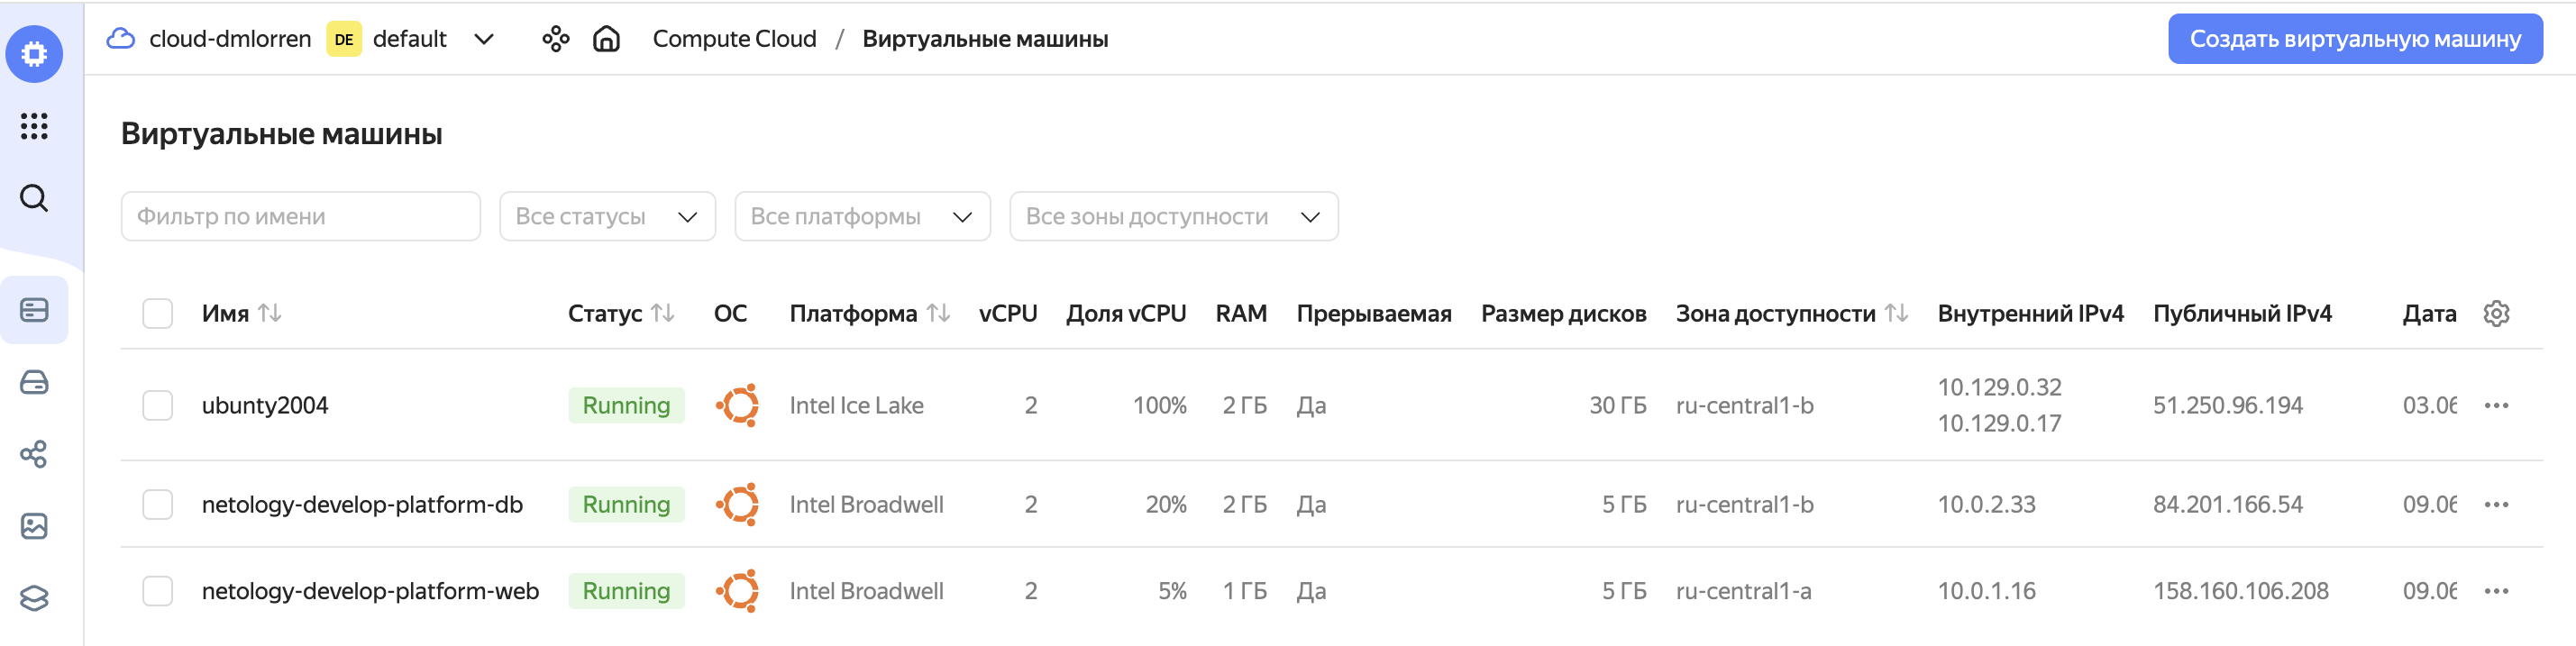 cloud-dmlorren DE default Compute Cloud / Виртуальные машины Создать виртуальную машину
Виртуальные машины
Фильтр по имени Все статусы Все платформы Все зоны доступности
Имя Статус ОС Платформа vCPU Доля vCPU RAM Прерываемая Размер дисков Зона доступности Внутренний IPv4 Публичный IPv4 Дата
ubunty2004 Running Intel Ice Lake 2 100% 2 ГБ Да 30 ГБ ru-central1-b 10.129.0.32 51.250.96.194 03.06
10.129.0.17
netology-develop-platform-db Running Intel Broadwell 2 20% 2 ГБ Да 5 ГБ ru-central1-b 10.0.2.33 84.201.166.54 09.06
netology-develop-platform-web Running Intel Broadwell 2 5% 1 ГБ Да 5 ГБ ru-central1-a 10.0.1.16 158.160.106.208 09.06